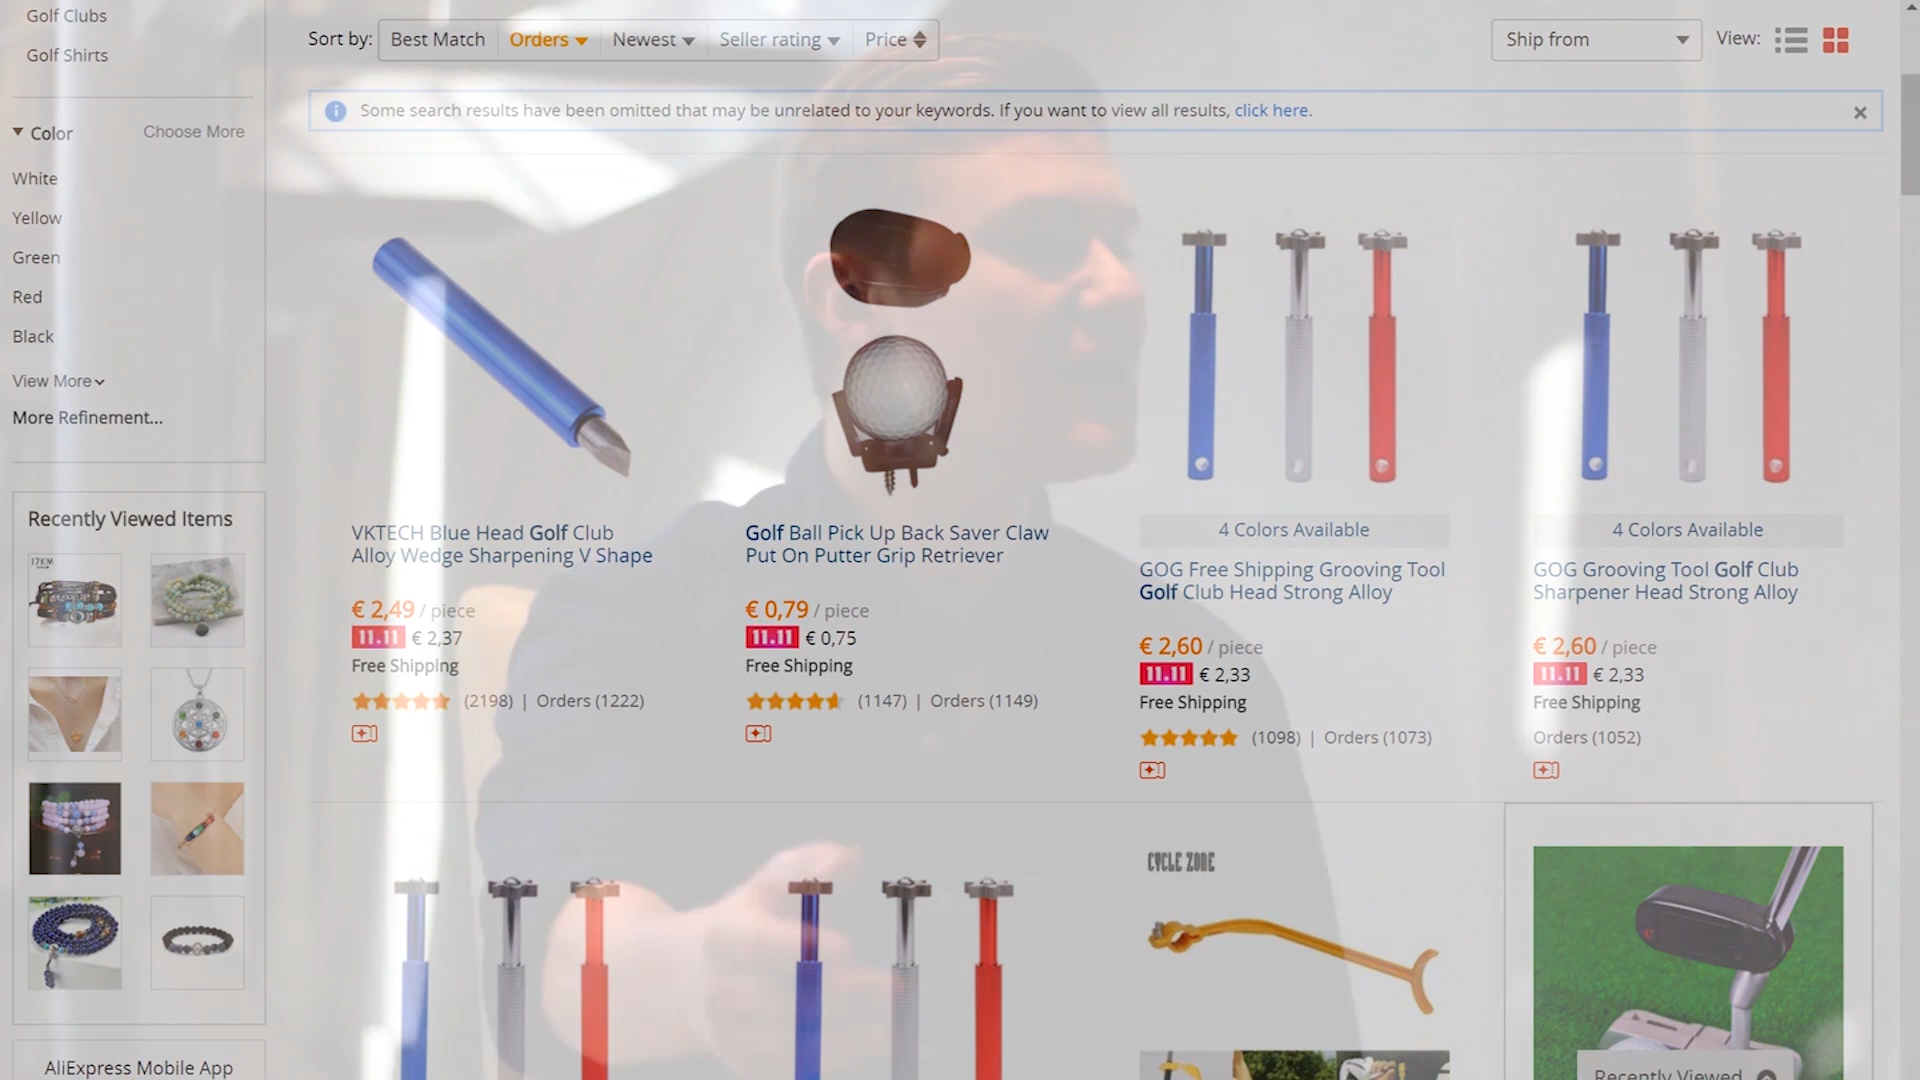 Golf Clubs
Golf Shirts
Color Choose More
White
Yellow
Green
Red
Black
View More
More Refinement...
Recently Viewed Items
17KM
AliExpress Mobile App
Sort by: Best Match Orders Newest Seller rating Price
Ship from View:
Some search results have been omitted that may be unrelated to your keywords. If you want to view all results, click here.
VKTECH Blue Head Golf Club
Alloy Wedge Sharpening V Shape
€ 2,49 / piece
11.11 € 2,37
Free Shipping
(2198) | Orders (1222)
Golf Ball Pick Up Back Saver Claw
Put On Putter Grip Retriever
€ 0,79 / piece
11.11 € 0,75
Free Shipping
(1147) | Orders (1149)
4 Colors Available
GOG Free Shipping Grooving Tool
Golf Club Head Strong Alloy
€ 2,60 / piece
11.11 € 2,33
Free Shipping
(1098) | Orders (1073)
4 Colors Available
GOG Grooving Tool Golf Club
Sharpener Head Strong Alloy
€ 2,60 / piece
11.11 € 2,33
Free Shipping
Orders (1052)
CYCLE ZONE
Recently Viewed